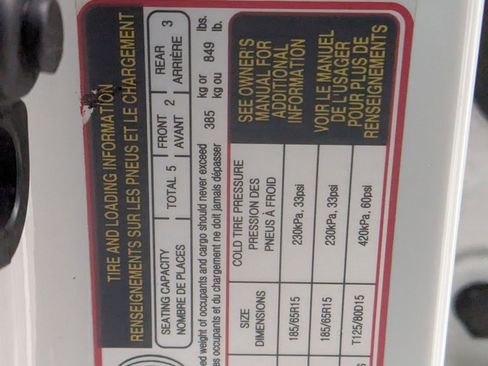 TIRE AND LOADING INFORMATION
RENSEIGNEMENTS SUR LES PNEUS ET LE CHARGEMENT
SEATING CAPACITY
NOMBRE DE PLACES
TOTAL 5
FRONT 2
AVANT
REAR 3
ARRIÈRE
weight of occupants and cargo should never exceed
occupants et du chargement ne doit jamais dépasser
385 kg or 849 lbs.
kg ou lb.
SIZE
DIMENSIONS
COLD TIRE PRESSURE
PRESSION DES
PNEUS À FROID
185/65R15 230kPa, 33psi
185/65R15 230kPa, 33psi
T125/80D15 420kPa, 60psi
SEE OWNER'S
MANUAL FOR
ADDITIONAL
INFORMATION
VOIR LE MANUEL
DE L'USAGER
POUR PLUS DE
RENSEIGNEMENTS